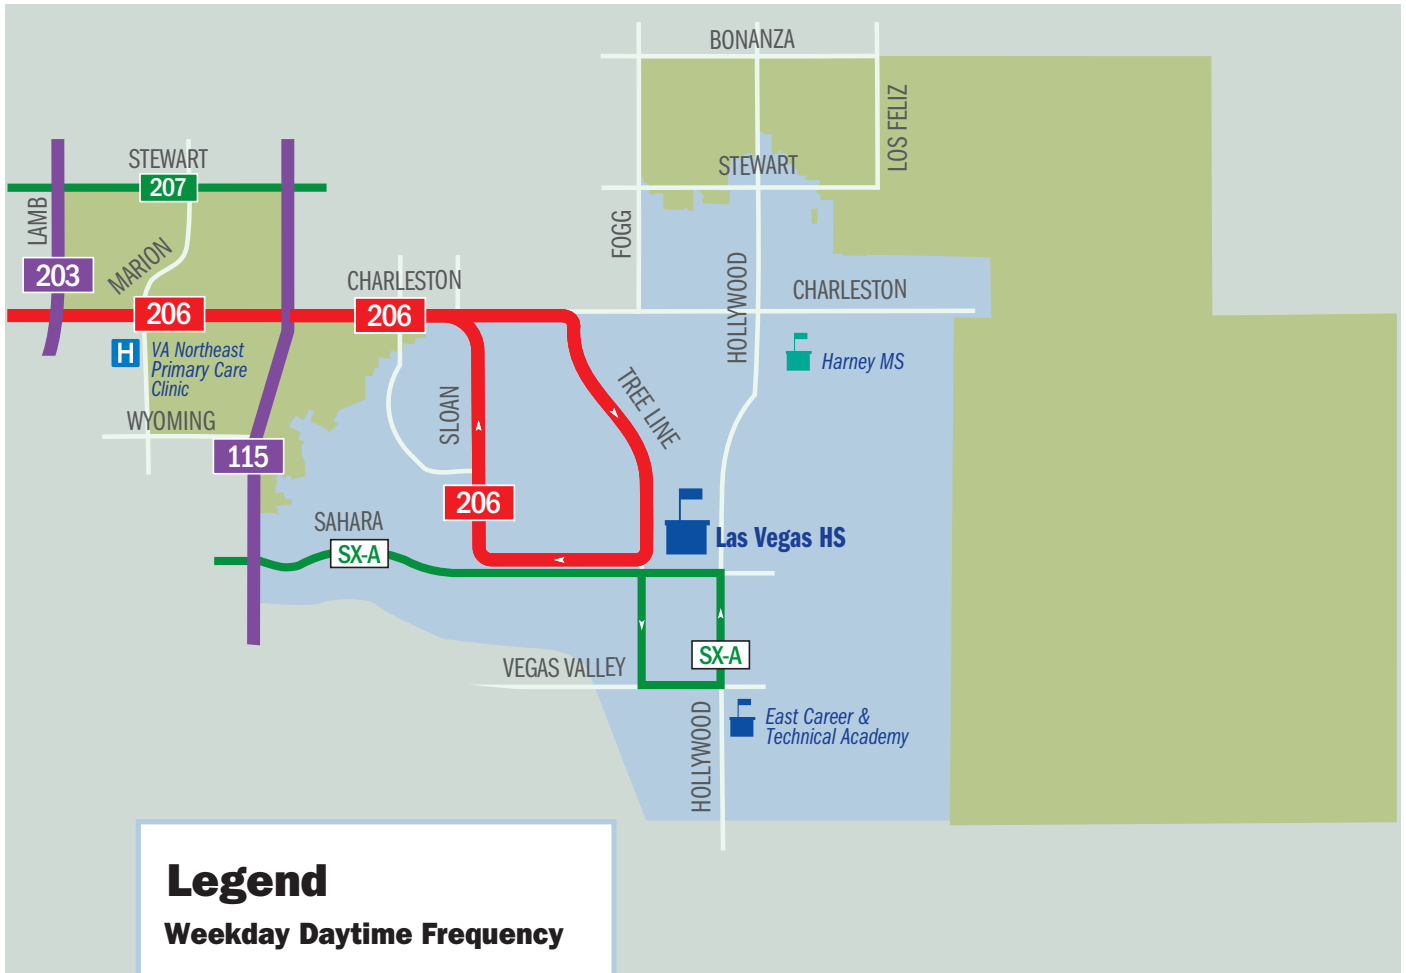 BONANZA
LOS FELIZ
STEWART
207
STEWART
LAMB
FOGG
MARION
203
CHARLESTON
HOLLYWOOD
CHARLESTON
206
206
H
VA Northeast
Primary Care
Clinic
Harney MS
TREE LINE
SLOAN
WYOMING
115
206
SAHARA
Las Vegas HS
SX-A
SX-A
VEGAS VALLEY
HOLLYWOOD
East Career &
Technical Academy
Legend
Weekday Daytime Frequency